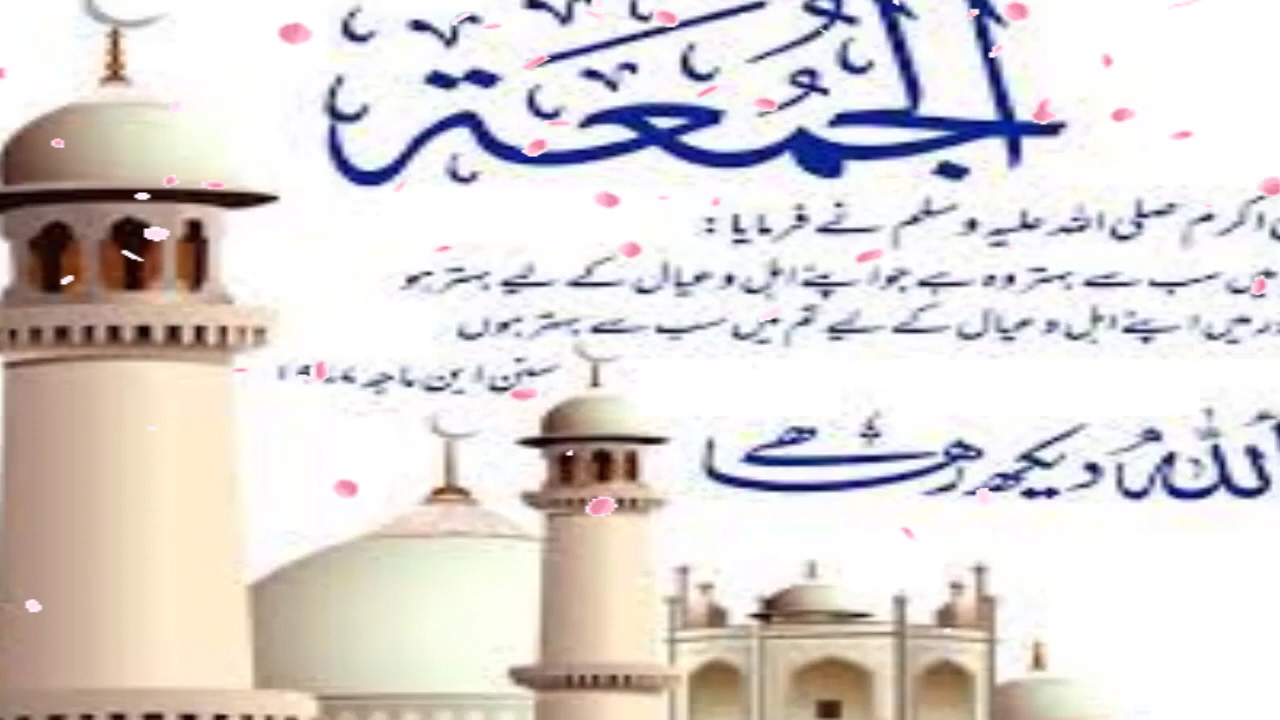 الجُمُعَة
اکرم صلی اللہ علیہ وسلم نے فرمایا :
میں سب سے بہتر وہ ہے جو اپنے اہل و عیال کے لیے بہتر ہو
اور میں اپنے اہل و عیال کے لیے تم میں سب سے بہتر ہوں
سنن ابن ماجہ
اللہ دیکھ رہا ہے